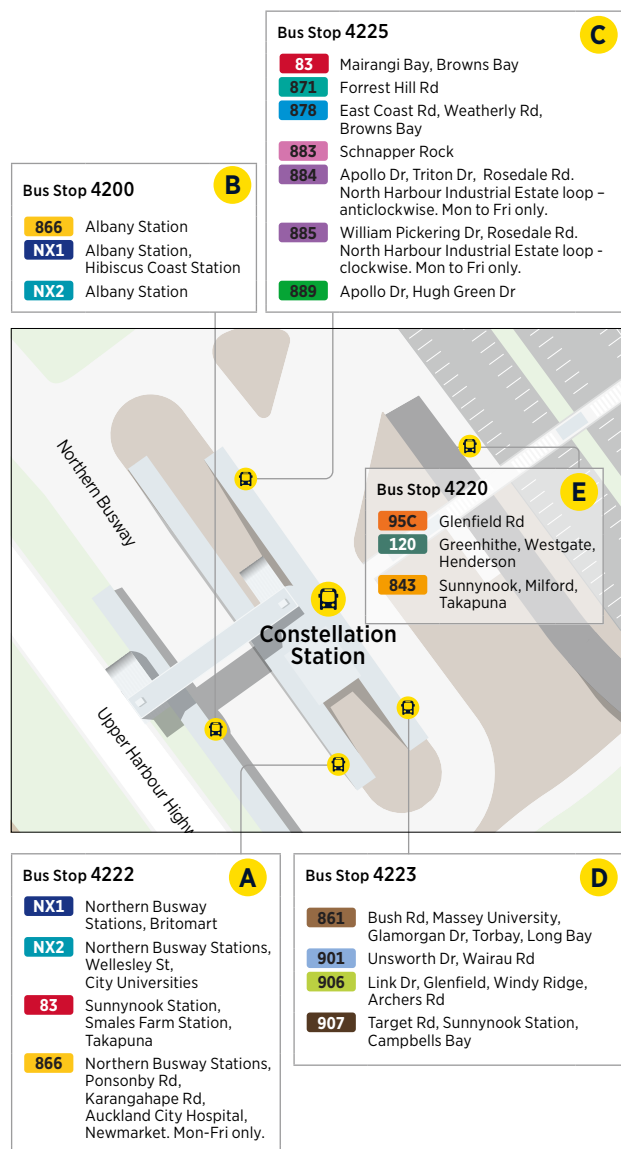 Bus Stop 4225
C
83 Mairangi Bay, Browns Bay
871 Forrest Hill Rd
878 East Coast Rd, Weatherly Rd,
Browns Bay
883 Schnapper Rock
884 Apollo Dr, Triton Dr, Rosedale Rd.
North Harbour Industrial Estate loop –
anticlockwise. Mon to Fri only.
885 William Pickering Dr, Rosedale Rd.
North Harbour Industrial Estate loop -
clockwise. Mon to Fri only.
889 Apollo Dr, Hugh Green Dr
Bus Stop 4200
B
866 Albany Station
NX1 Albany Station,
Hibiscus Coast Station
NX2 Albany Station
Northern Busway
Bus Stop 4220
E
95C Glenfield Rd
120 Greenhithe, Westgate,
Henderson
843 Sunnynook, Milford,
Takapuna
Constellation
Station
Upper Harbour Highw
Bus Stop 4222
A
NX1 Northern Busway
Stations, Britomart
NX2 Northern Busway Stations,
Wellesley St,
City Universities
83 Sunnynook Station,
Smales Farm Station,
Takapuna
866 Northern Busway Stations,
Ponsonby Rd,
Karangahape Rd,
Auckland City Hospital,
Newmarket. Mon-Fri only.
Bus Stop 4223
D
861 Bush Rd, Massey University,
Glamorgan Dr, Torbay, Long Bay
901 Unsworth Dr, Wairau Rd
906 Link Dr, Glenfield, Windy Ridge,
Archers Rd
907 Target Rd, Sunnynook Station,
Campbells Bay